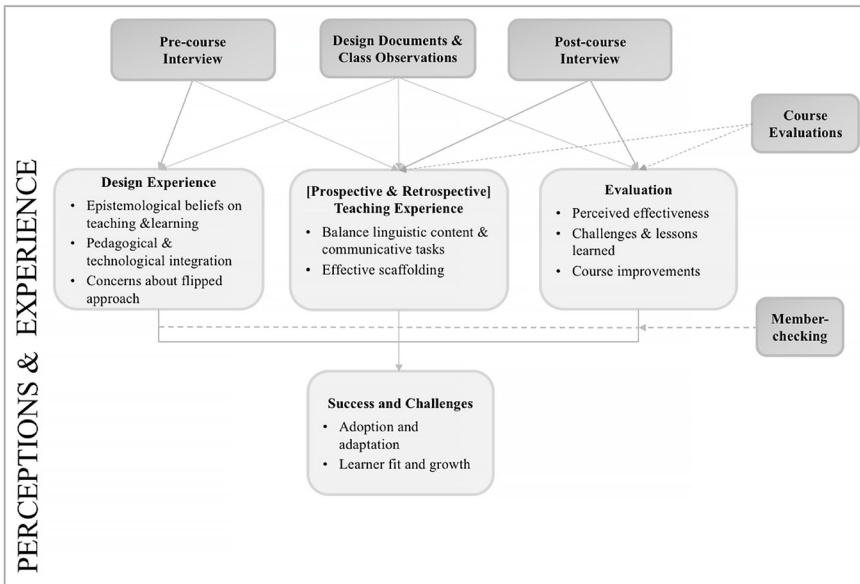 Pre-course
Interview
Design Documents &
Class Observations
Post-course
Interview
Course
Evaluations
PERCEPTIONS & EXPERIENCE
Design Experience
• Epistemological beliefs on
teaching &learning
• Pedagogical &
technological integration
• Concerns about flipped
approach
[Prospective & Retrospective]
Teaching Experience
• Balance linguistic content &
communicative tasks
• Effective scaffolding
Evaluation
• Perceived effectiveness
• Challenges & lessons
learned
• Course improvements
Member-
checking
Success and Challenges
• Adoption and
adaptation
• Learner fit and growth